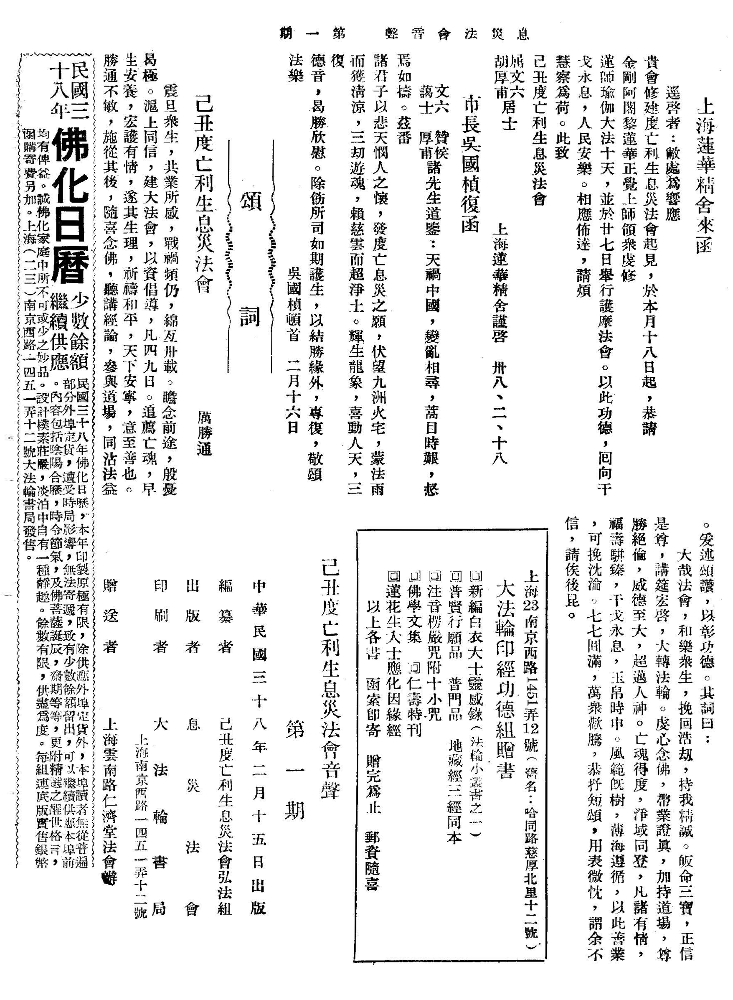 息災法會音聲　第一期
上海蓮華精舍來函
逕啓者：敝處爲響應
貴會修建度亡利生息災法會起見，於本月十八日起，恭請
金剛阿闍黎蓮華正覺上師領衆虔修
蓮師瑜伽大法十天，並於廿七日舉行護摩法會。以此功德，囘向干
戈永息，人民安樂。相應佈達，請煩
慧察爲荷。此致
己丑度亡利生息災法會
屈文六
胡厚甫居士
上海蓮華精舍謹啓　卅八、二、十八
市長吳國楨復函
文六　贊侯
藹士　厚甫諸先生道鑒：天禍中國，變亂相尋，蒿目時艱，惄
焉如擣。茲番
諸君子以悲天憫人之懷，發度亡息災之願，伏望九洲火宅，蒙法雨
而獲淸涼，三刧遊魂，賴慈雲而超淨土。輝生龍象，喜動人天，三
復
德音，曷勝欣慰。除飭所司如期護生，以結勝緣外，專復，敬頌
法樂
吳國楨頓首　二月十六日
頌詞
己丑度亡利生息災法會
厲勝通
震旦衆生，共業所感，戰禍頻仍，綿亙卅載。瞻念前途，殷憂
曷極。滬上同信，建大法會，以資倡導，凡四九日。追薦亡魂，早
生安養，宏護有情，遂其生理，祈禱和平，天下安寧，意至善也。
勝通不敏，施從其後，隨喜念佛，聽講經論，參與道場，同沾法益
。爰述頌讚，以彰功德。其詞曰：
大哉法會，和樂衆生，挽回浩刧，持我精誠。皈命三寶，正信
是尊，講筵宏啓，大轉法輪。虔心念佛，帶業證眞，加持道場，尊
勝絕倫，威德至大，超邁人神。亡魂得度，淨域同登，凡諸有情，
福壽駢臻，干戈永息，玉帛時申。風範旣樹，薄海遵循，以此善業
，可挽沈淪。七七圓滿，萬衆歡騰，恭抒短頌，用表微忱，謂余不
信，請俟後昆。
上海23南京西路1451弄12號（舊名：哈同路慈厚北里十二號）
大法輪印經功德組贈書
回新編白衣大士靈感錄（法輪小叢書之一）
回普賢行願品　普門品　地藏經三經同本
回注音楞嚴咒附十小咒
回佛學文集　回仁壽特刊
回蓮花生大士應化因緣經
以上各書　函索卽寄　贈完爲止　郵資隨喜
己丑度亡利生息災法會音聲
第一期
中華民國三十八年二月十五日出版
編纂者　己丑度亡利生息災法會弘法組
出版者　息災法會
印刷者　大法輪書局
上海南京西路一四五一弄十二號
贈送者　上海雲南路仁濟堂法會辦
民國三
十八年
佛化日曆
少數餘額
繼續供應
民國三十八年佛化日曆，本年印製原極有限，除供應外埠定貨外，本埠讀者無從普遍
部分外埠定貨，遭受時局影響，無法寄遞，致有少數餘額留出，可以繼續供應本埠前
。內容包括陰陽合曆，時令節氣，及佛菩薩誕辰，齋期等等，更附精選之醒世格言，
均有俾益。誠佛化家庭中所不可或少之妙品。設計樸素莊嚴，淡泊中自有一種靜趣。餘數有限，供盡爲度。每組連底版實售銀幣
函購寄費另加。上海（二三）南京西路一四五一弄十二號大法輪書局發售。